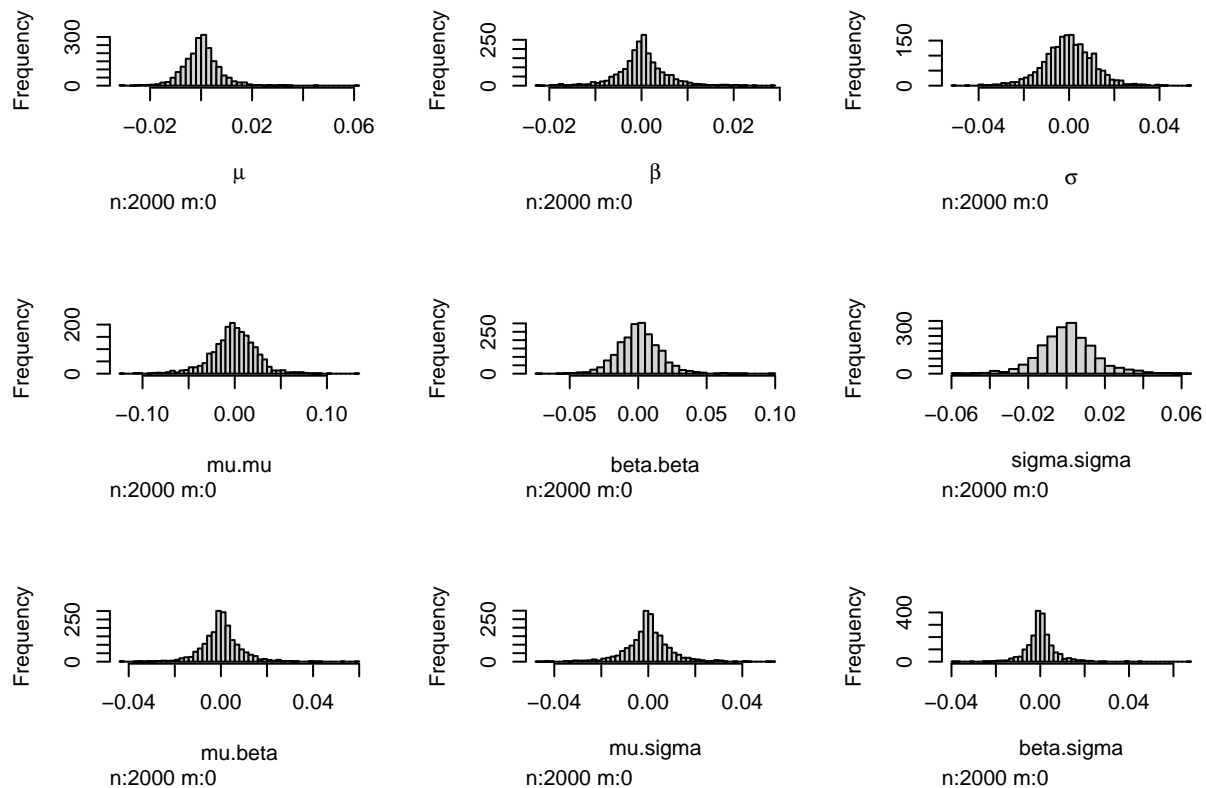 Frequency
0 300
−0.02 0.02 0.06
μ
n:2000 m:0
Frequency
0 250
−0.02 0.00 0.02
β
n:2000 m:0
Frequency
0 150
−0.04 0.00 0.04
σ
n:2000 m:0
Frequency
0 200
−0.10 0.00 0.10
mu.mu
n:2000 m:0
Frequency
0 250
−0.05 0.00 0.05 0.10
beta.beta
n:2000 m:0
Frequency
0 300
−0.06 −0.02 0.02 0.06
sigma.sigma
n:2000 m:0
Frequency
0 250
−0.04 0.00 0.04
mu.beta
n:2000 m:0
Frequency
0 250
−0.04 0.00 0.04
mu.sigma
n:2000 m:0
Frequency
0 400
−0.04 0.00 0.04
beta.sigma
n:2000 m:0